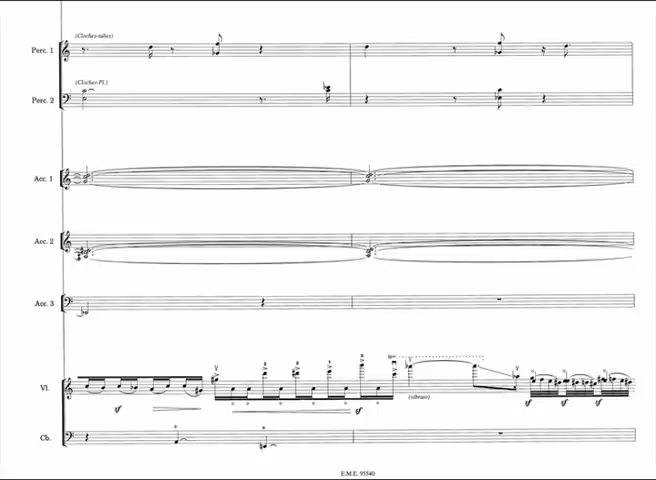 (Cloches-tubes)
Perc. 1
(Cloches-Pl.)
Perc. 2
Acc. 1
Acc. 2
Acc. 3
Vl.
(vibrato)
sf
sf
sf
sf
Cb.
E.M.E. 95540